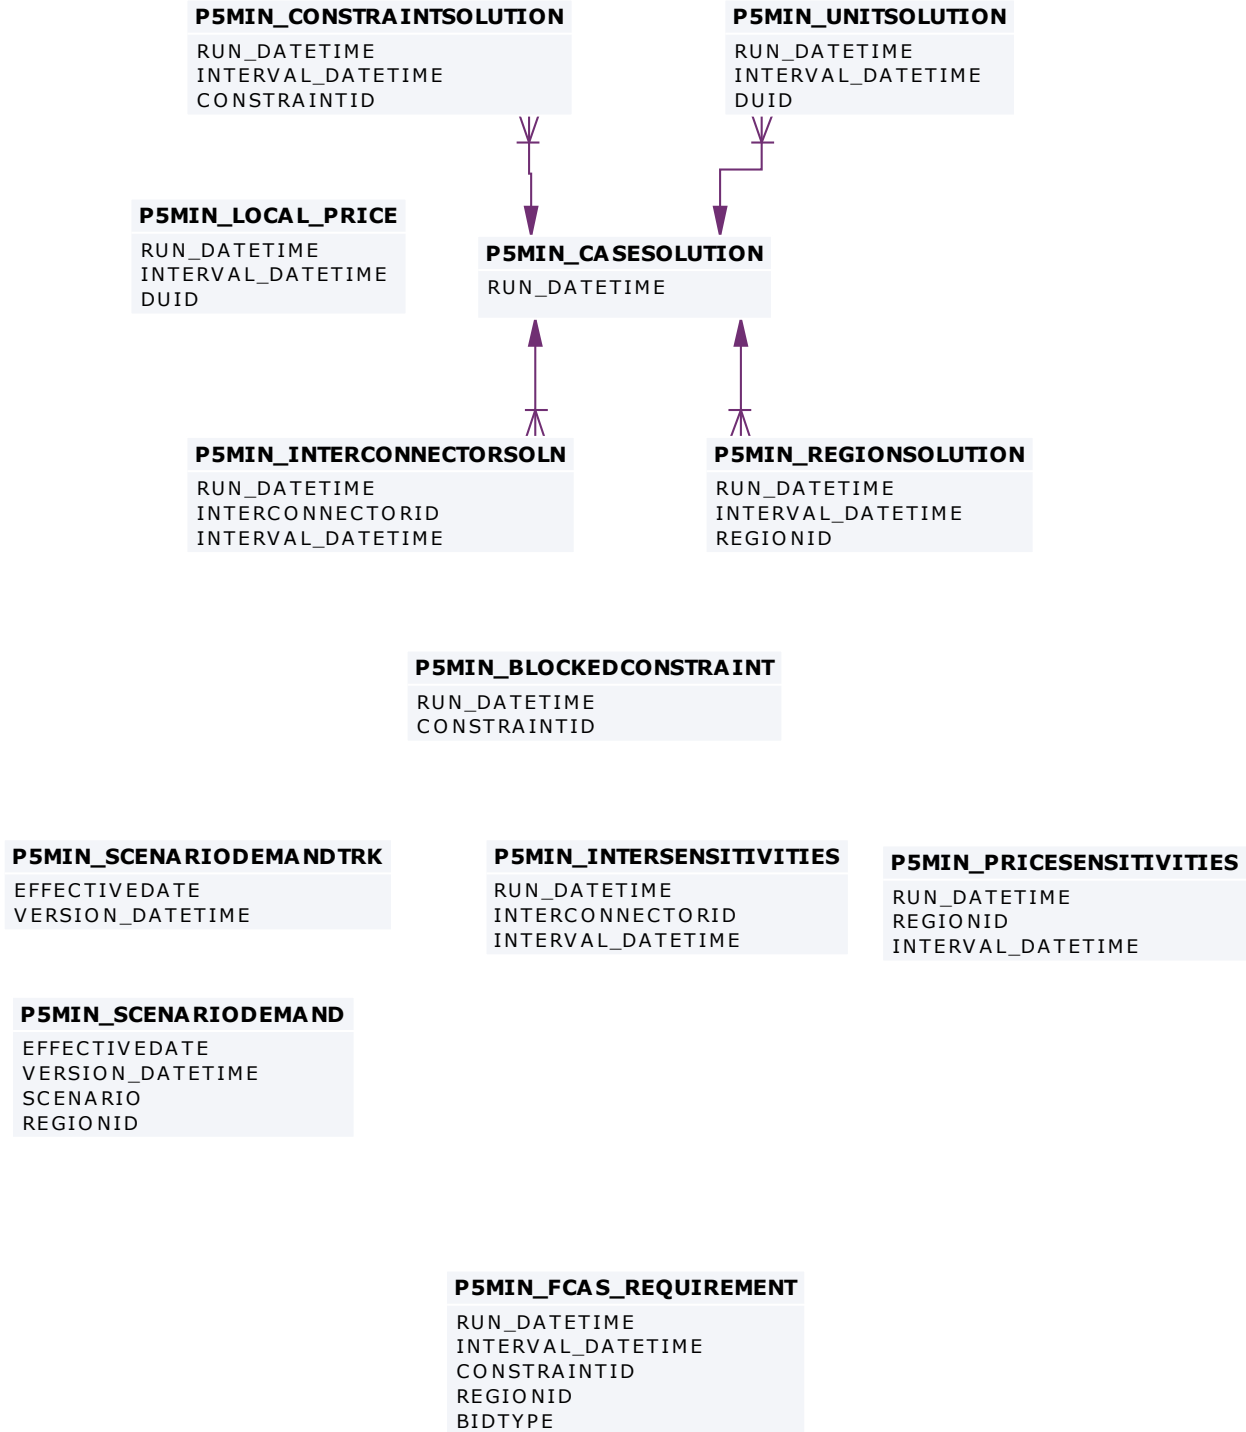 P5MIN_CONSTRAINTSOLUTION
RUN_DATETIME
INTERVAL_DATETIME
CONSTRAINTID
P5MIN_UNITSOLUTION
RUN_DATETIME
INTERVAL_DATETIME
DUID
P5MIN_LOCAL_PRICE
RUN_DATETIME
INTERVAL_DATETIME
DUID
P5MIN_CASESOLUTION
RUN_DATETIME
P5MIN_INTERCONNECTORSOLN
RUN_DATETIME
INTERCONNECTORID
INTERVAL_DATETIME
P5MIN_REGIONSOLUTION
RUN_DATETIME
INTERVAL_DATETIME
REGIONID
P5MIN_BLOCKEDCONSTRAINT
RUN_DATETIME
CONSTRAINTID
P5MIN_SCENARIODEMANDTRK
EFFECTIVEDATE
VERSION_DATETIME
P5MIN_INTERSENSITIVITIES
RUN_DATETIME
INTERCONNECTORID
INTERVAL_DATETIME
P5MIN_PRICESENSITIVITIES
RUN_DATETIME
REGIONID
INTERVAL_DATETIME
P5MIN_SCENARIODEMAND
EFFECTIVEDATE
VERSION_DATETIME
SCENARIO
REGIONID
P5MIN_FCAS_REQUIREMENT
RUN_DATETIME
INTERVAL_DATETIME
CONSTRAINTID
REGIONID
BIDTYPE